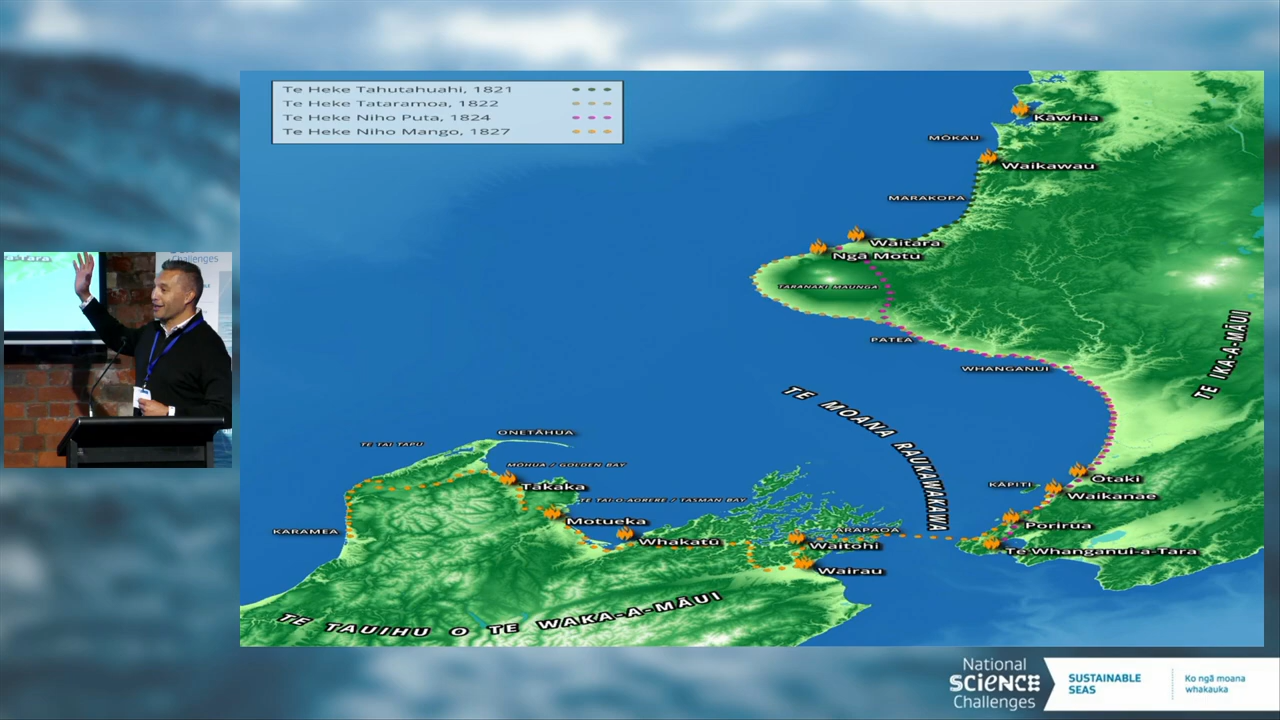 Te Heke Tahutahuahi, 1821
Te Heke Tataramoa, 1822
Te Heke Niho Puta, 1824
Te Heke Niho Mango, 1827
Kāwhia
MŌKAU
Waikawau
MARAKOPA
Waitara
Ngā Motu
TARANAKI MAUNGA
PATEA
WHANGANUI
TE IKA-A-MĀUI
TE MOANA RAUKAWAKAWA
ONETĀHUA
TE TAI TAPU
MOHUA / GOLDEN BAY
Tākaka
TE TAI-O-AORERE / TASMAN BAY
Motueka
KARAMEA
Whakatū
ARAPAOA
Waitohi
Wairau
KĀPITI
Ōtaki
Waikanae
Porirua
Te Whanganui-a-Tara
TE TAUIHU O TE WAKA-A-MĀUI
Challenges
National
SCIENCE
Challenges
SUSTAINABLE
SEAS
Ko ngā moana
whakauka